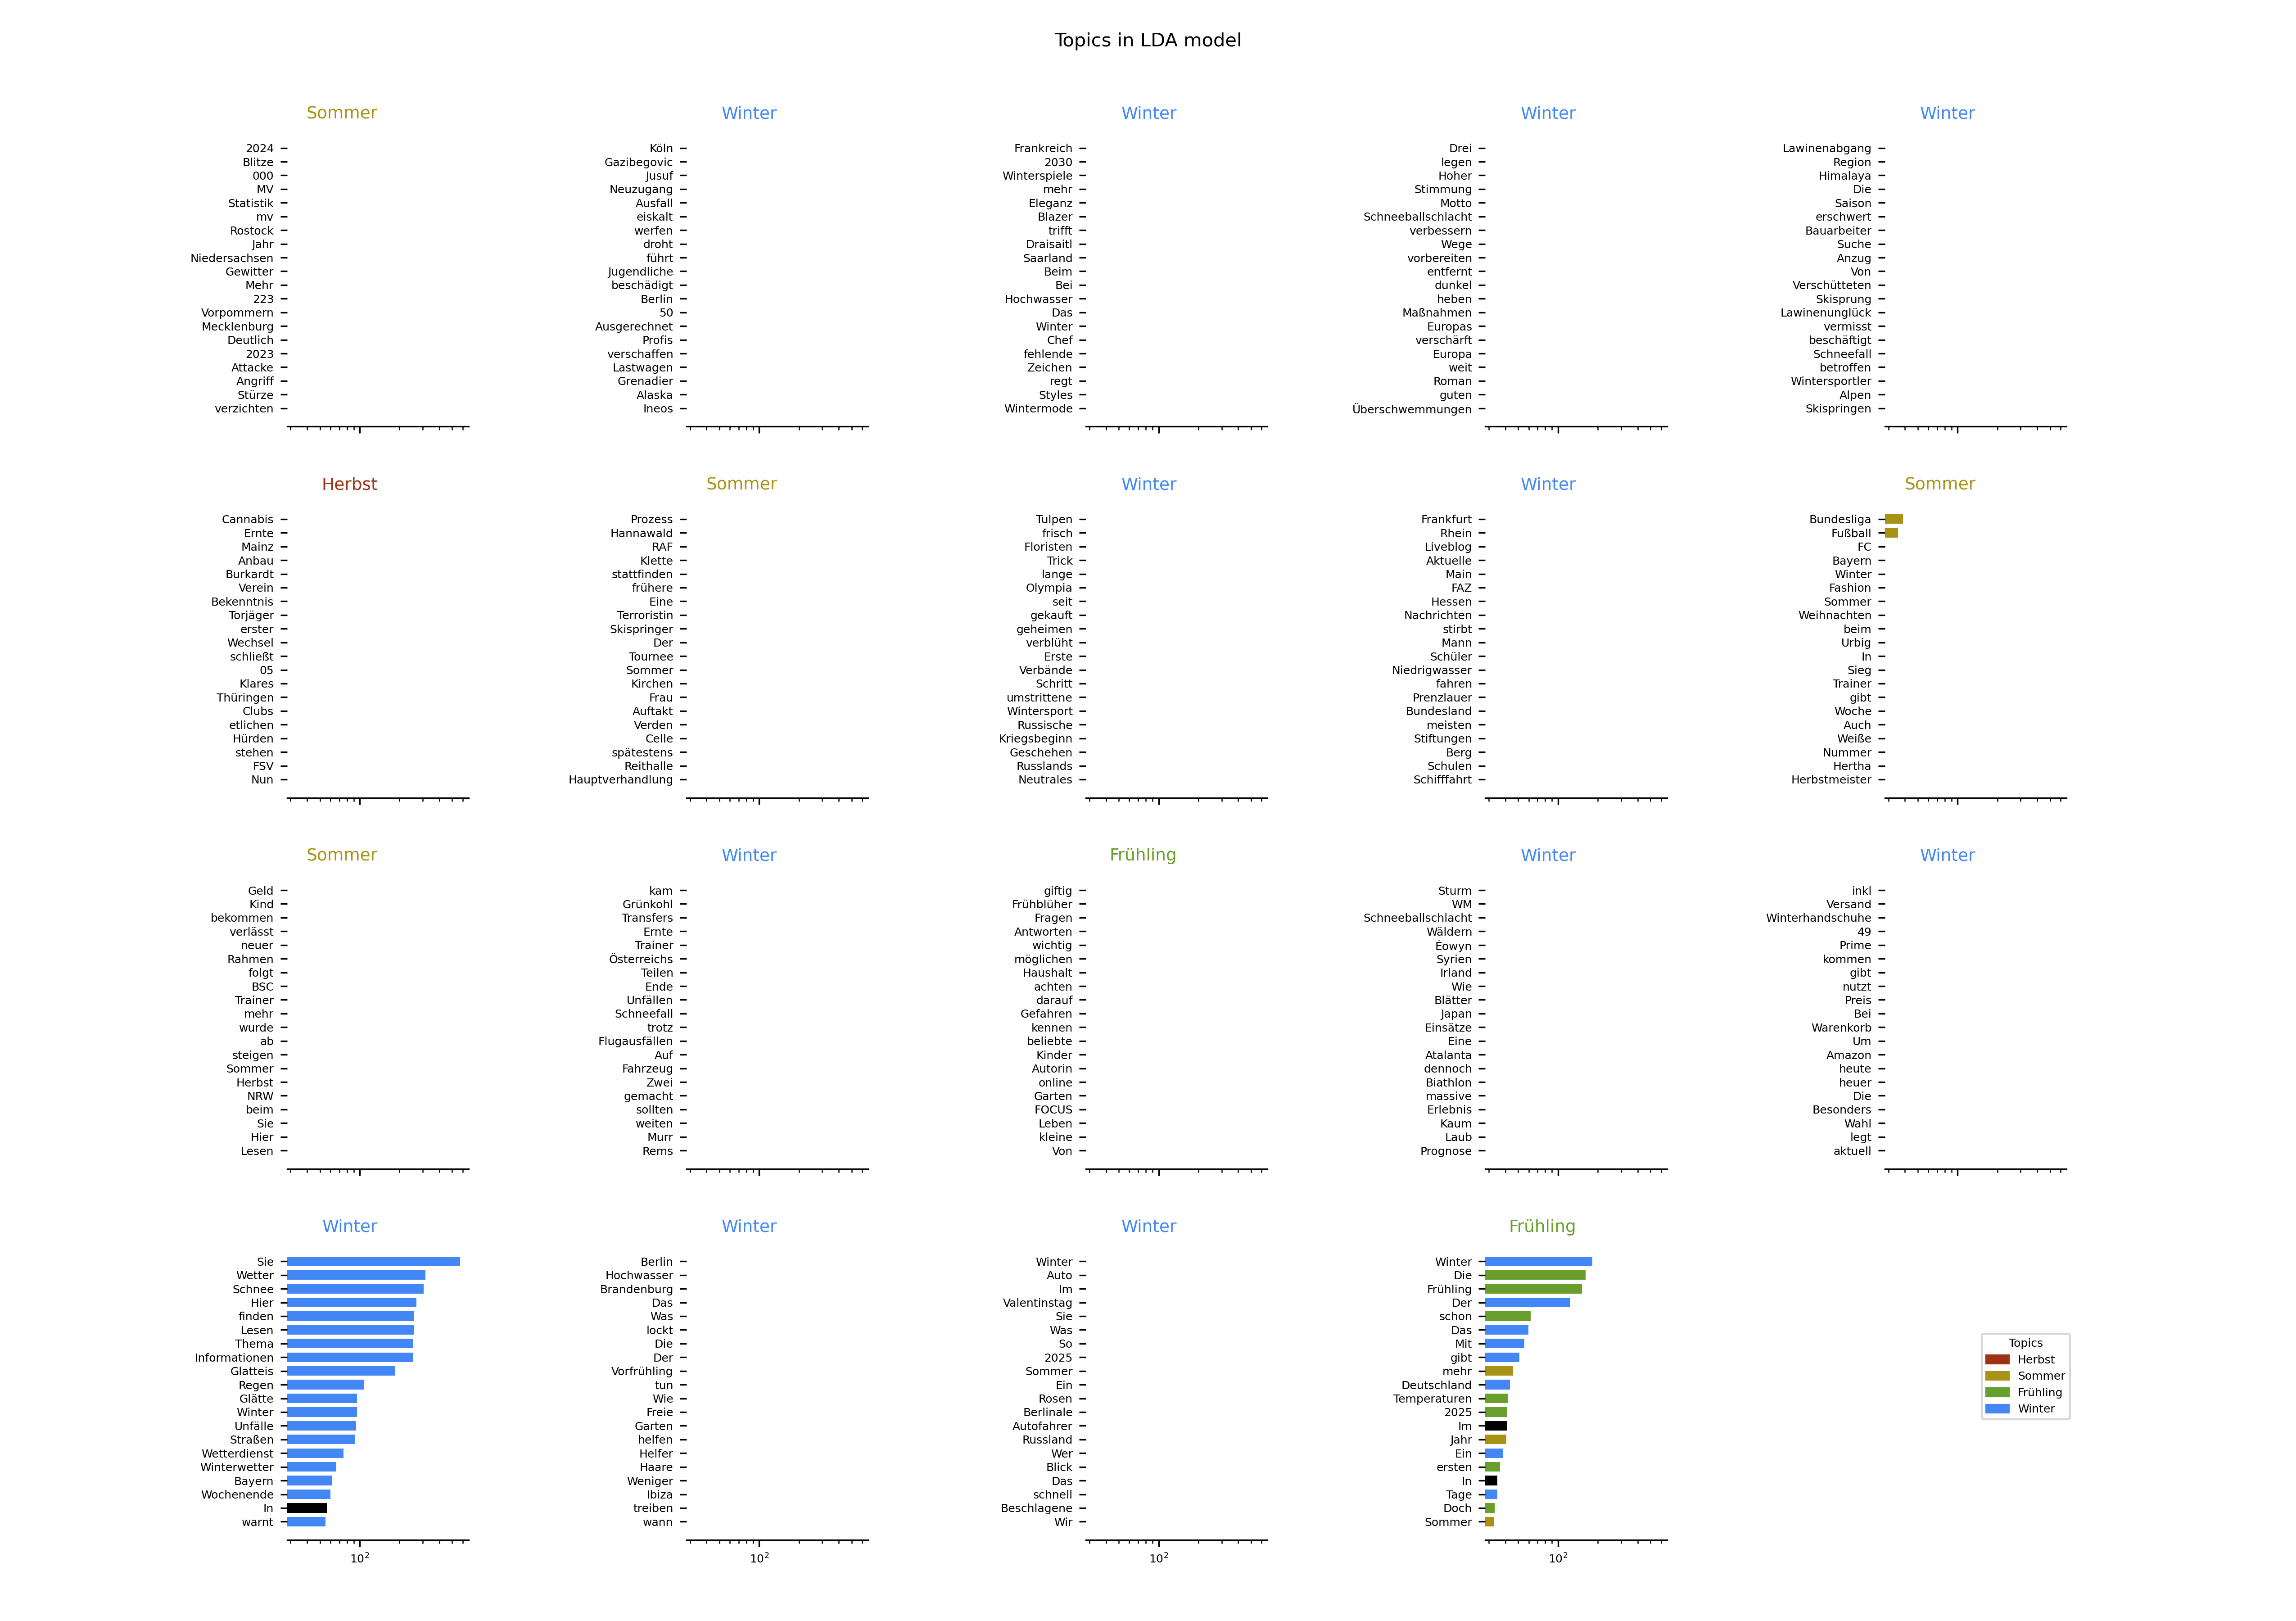 Topics in LDA model
Sommer
2024
Blitze
000
MV
Statistik
mv
Rostock
Jahr
Niedersachsen
Gewitter
Mehr
223
Vorpommern
Mecklenburg
Deutlich
2023
Attacke
Angriff
Stürze
verzichten
Winter
Köln
Gazibegovic
Jusuf
Neuzugang
Ausfall
eiskalt
werfen
droht
führt
Jugendliche
beschädigt
Berlin
50
Ausgerechnet
Profis
verschaffen
Lastwagen
Grenadier
Alaska
Ineos
Winter
Frankreich
2030
Winterspiele
mehr
Eleganz
Blazer
trifft
Draisaitl
Saarland
Beim
Bei
Hochwasser
Das
Winter
Chef
fehlende
Zeichen
regt
Styles
Wintermode
Winter
Drei
legen
Hoher
Stimmung
Motto
Schneeballschlacht
verbessern
Wege
vorbereiten
entfernt
dunkel
heben
Maßnahmen
Europas
verschärft
Europa
weit
Roman
guten
Überschwemmungen
Winter
Lawinenabgang
Region
Himalaya
Die
Saison
erschwert
Bauarbeiter
Suche
Anzug
Von
Verschütteten
Skisprung
Lawinenunglück
vermisst
beschäftigt
Schneefall
betroffen
Wintersportler
Alpen
Skispringen
Herbst
Cannabis
Ernte
Mainz
Anbau
Burkardt
Verein
Bekenntnis
Torjäger
erster
Wechsel
schließt
05
Klares
Thüringen
Clubs
etlichen
Hürden
stehen
FSV
Nun
Sommer
Prozess
Hannawald
RAF
Klette
stattfinden
frühere
Eine
Terroristin
Skispringer
Der
Tournee
Sommer
Kirchen
Frau
Auftakt
Verden
Celle
spätestens
Reithalle
Hauptverhandlung
Winter
Tulpen
frisch
Floristen
Trick
lange
Olympia
seit
gekauft
geheimen
verblüht
Erste
Verbände
Schritt
umstrittene
Wintersport
Russische
Kriegsbeginn
Geschehen
Russlands
Neutrales
Winter
Frankfurt
Rhein
Liveblog
Aktuelle
Main
FAZ
Hessen
Nachrichten
stirbt
Mann
Schüler
Niedrigwasser
fahren
Prenzlauer
Bundesland
meisten
Stiftungen
Berg
Schulen
Schifffahrt
Sommer
Bundesliga
Fußball
FC
Bayern
Winter
Fashion
Sommer
Weihnachten
beim
Urbig
In
Sieg
Trainer
gibt
Woche
Auch
Weiße
Nummer
Hertha
Herbstmeister
Sommer
Geld
Kind
bekommen
verlässt
neuer
Rahmen
folgt
BSC
Trainer
mehr
wurde
ab
steigen
Sommer
Herbst
NRW
beim
Sie
Hier
Lesen
Winter
kam
Grünkohl
Transfers
Ernte
Trainer
Österreichs
Teilen
Ende
Unfällen
Schneefall
trotz
Flugausfällen
Auf
Fahrzeug
Zwei
gemacht
sollten
weiten
Murr
Rems
Frühling
giftig
Frühblüher
Fragen
Antworten
wichtig
möglichen
Haushalt
achten
darauf
Gefahren
kennen
beliebte
Kinder
Autorin
online
Garten
FOCUS
Leben
kleine
Von
Winter
Sturm
WM
Schneeballschlacht
Wäldern
Éowyn
Syrien
Irland
Wie
Blätter
Japan
Einsätze
Eine
Atalanta
dennoch
Biathlon
massive
Erlebnis
Kaum
Laub
Prognose
Winter
inkl
Versand
Winterhandschuhe
49
Prime
kommen
gibt
nutzt
Preis
Bei
Warenkorb
Um
Amazon
heute
heuer
Die
Besonders
Wahl
legt
aktuell
Winter
Sie
Wetter
Schnee
Hier
finden
Lesen
Thema
Informationen
Glatteis
Regen
Glätte
Winter
Unfälle
Straßen
Wetterdienst
Winterwetter
Bayern
Wochenende
In
warnt
10²
Winter
Berlin
Hochwasser
Brandenburg
Das
Was
lockt
Die
Der
Vorfrühling
tun
Wie
Freie
Garten
helfen
Helfer
Haare
Weniger
Ibiza
treiben
wann
10²
Winter
Winter
Auto
Im
Valentinstag
Sie
Was
So
2025
Sommer
Ein
Rosen
Berlinale
Autofahrer
Russland
Wer
Blick
Das
schnell
Beschlagene
Wir
10²
Frühling
Winter
Die
Frühling
Der
schon
Das
Mit
gibt
mehr
Deutschland
Temperaturen
2025
Im
Jahr
Ein
ersten
In
Tage
Doch
Sommer
10²
Topics
Herbst
Sommer
Frühling
Winter